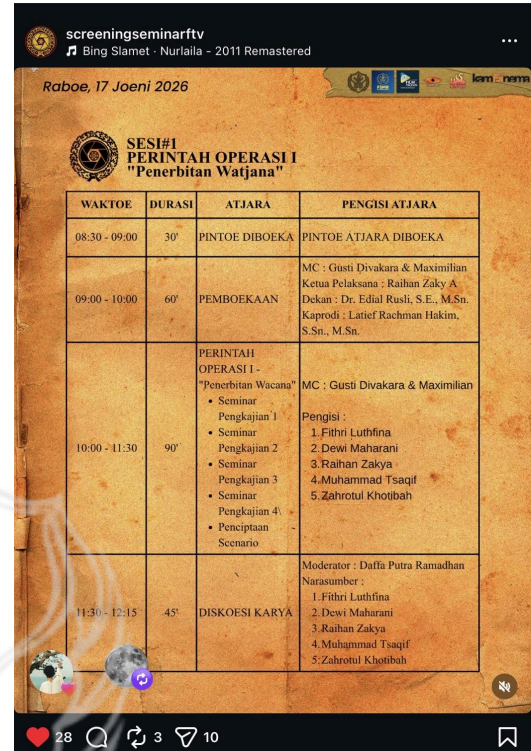 screeningseminarftv
Bing Slamet · Nurlaila - 2011 Remastered
Raboe, 17 Joeni 2026
SESI#1
PERINTAH OPERASI I
"Penerbitan Watjana"
WAKTOE DURASI ATJARA PENGISI ATJARA
08:30 - 09:00 30' PINTOE DIBOEKA PINTOE ATJARA DIBOEKA
09:00 - 10:00 60' PEMBOEKAAN
MC : Gusti Divakara & Maximilian
Ketua Pelaksana : Raihan Zaky A
Dekan : Dr. Edial Rusli, S.E., M.Sn.
Kaprodi : Latief Rachman Hakim,
S.Sn., M.Sn.
10:00 - 11:30 90'
PERINTAH
OPERASI I -
"Penerbitan Wacana"
• Seminar
Pengkajian 1
• Seminar
Pengkajian 2
• Seminar
Pengkajian 3
• Seminar
Pengkajian 4\
• Penciptaan -
Scenario
MC : Gusti Divakara & Maximilian
Pengisi :
1. Fithri Luthfina
2. Dewi Maharani
3. Raihan Zakya
4. Muhammad Tsaqif
5. Zahrotul Khotibah
11:30 - 12:15 45' DISKOESI KARYA
Moderator : Daffa Putra Ramadhan
Narasumber :
1. Fithri Luthfina
2. Dewi Maharani
3. Raihan Zakya
4. Muhammad Tsaqif
5. Zahrotul Khotibah
28 3 10